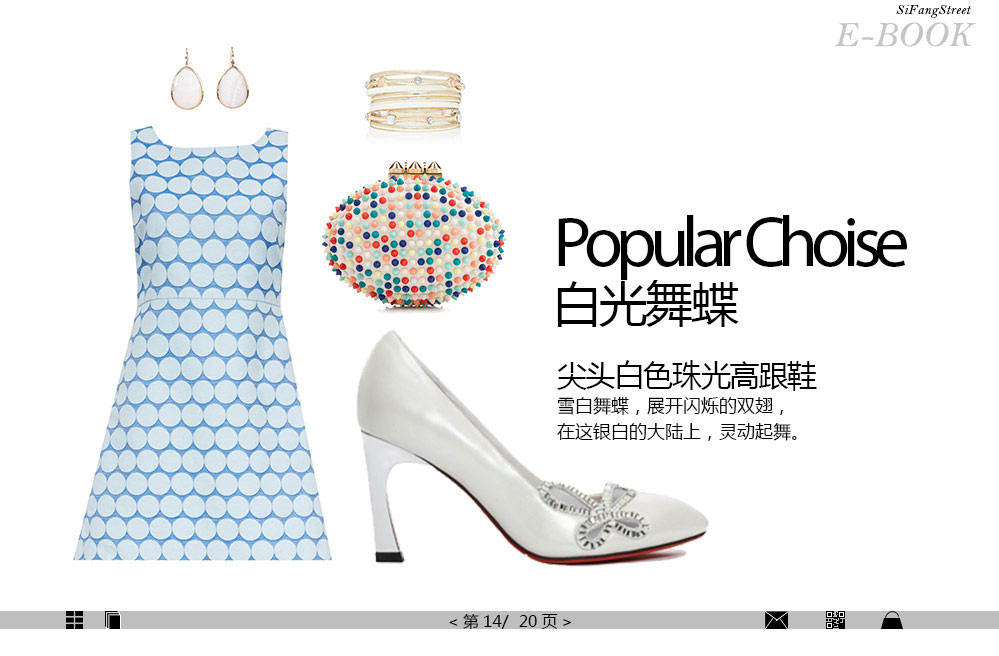 SiFangStreet
E-BOOK
Popular Choise
白光舞蝶
尖头白色珠光高跟鞋
雪白舞蝶，展开闪烁的双翅，
在这银白的大陆上，灵动起舞。
< 第 14/ 20 页 >